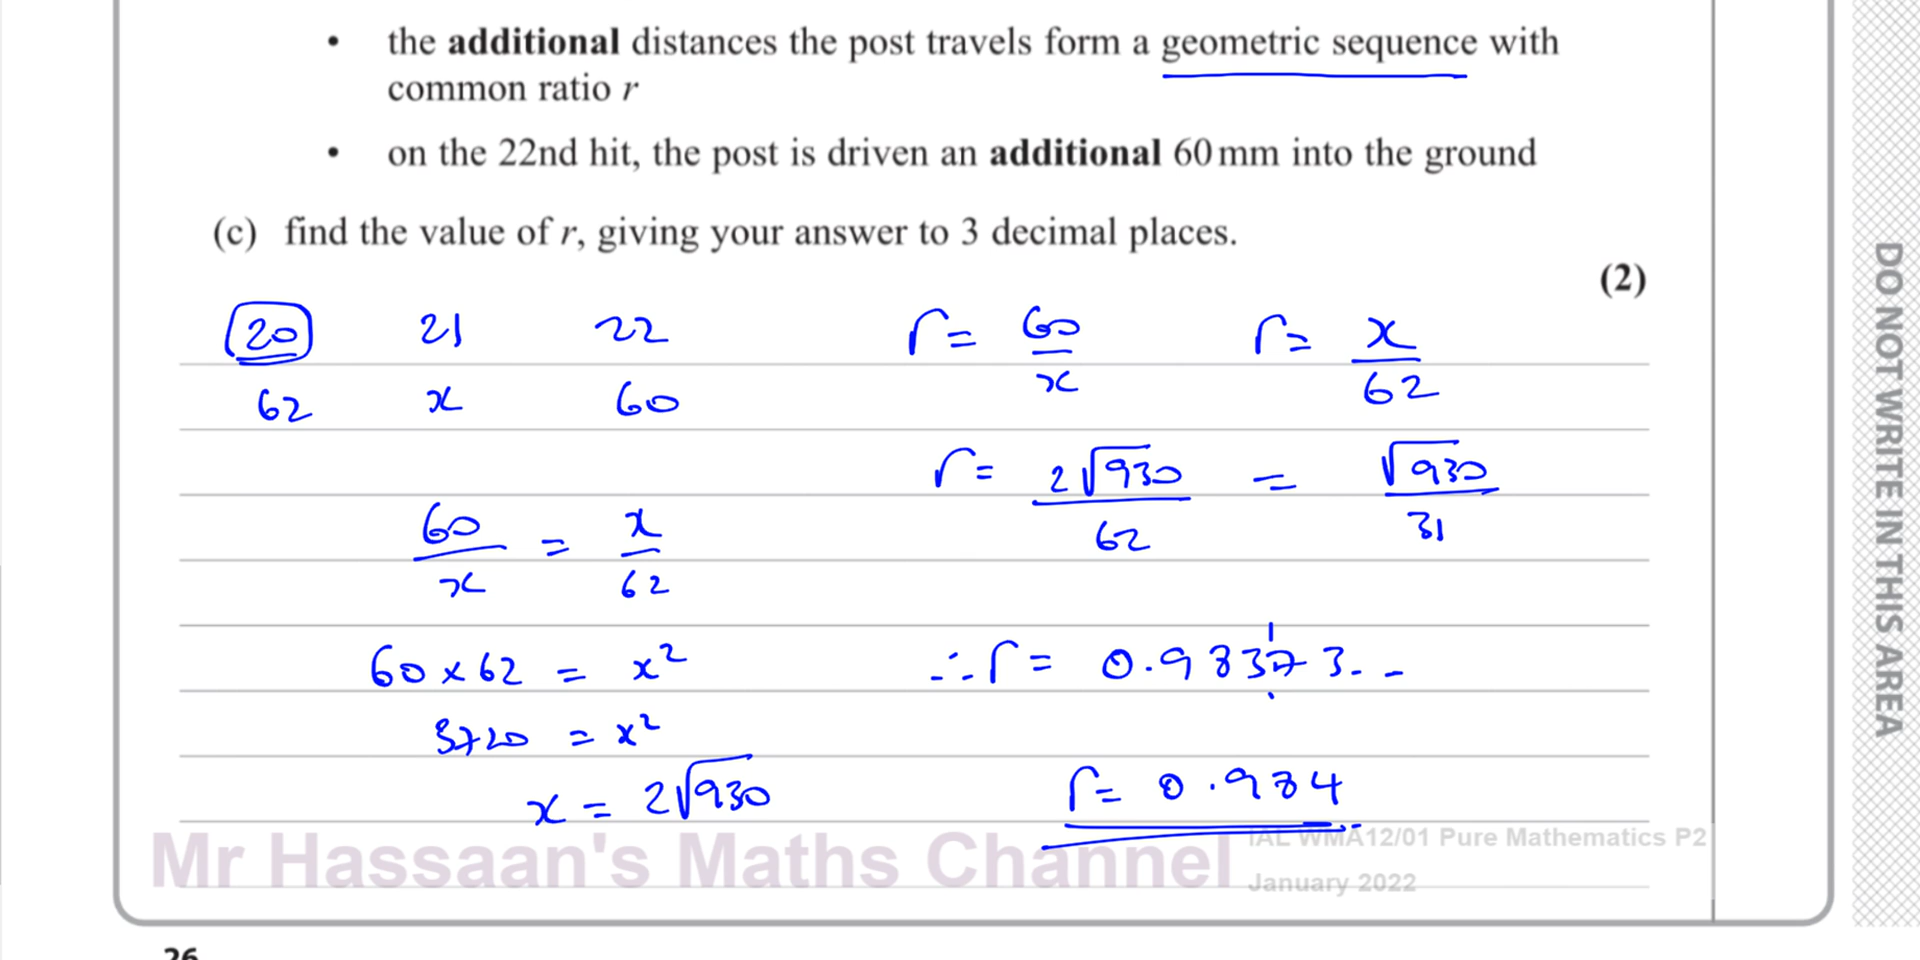 • the additional distances the post travels form a geometric sequence with
common ratio r
• on the 22nd hit, the post is driven an additional 60 mm into the ground
(c) find the value of r, giving your answer to 3 decimal places.
(2)
20 21 22
62 x 60
60/x = x/62
60 × 62 = x²
3720 = x²
x = 2√930
r = 60/x r = x/62
r = 2√930/62 = √930/31
∴ r = 0.98373..
r = 0.984
Mr Hassaan's Maths Channel
IAL WMA12/01 Pure Mathematics P2
January 2022
26
DO NOT WRITE IN THIS AREA